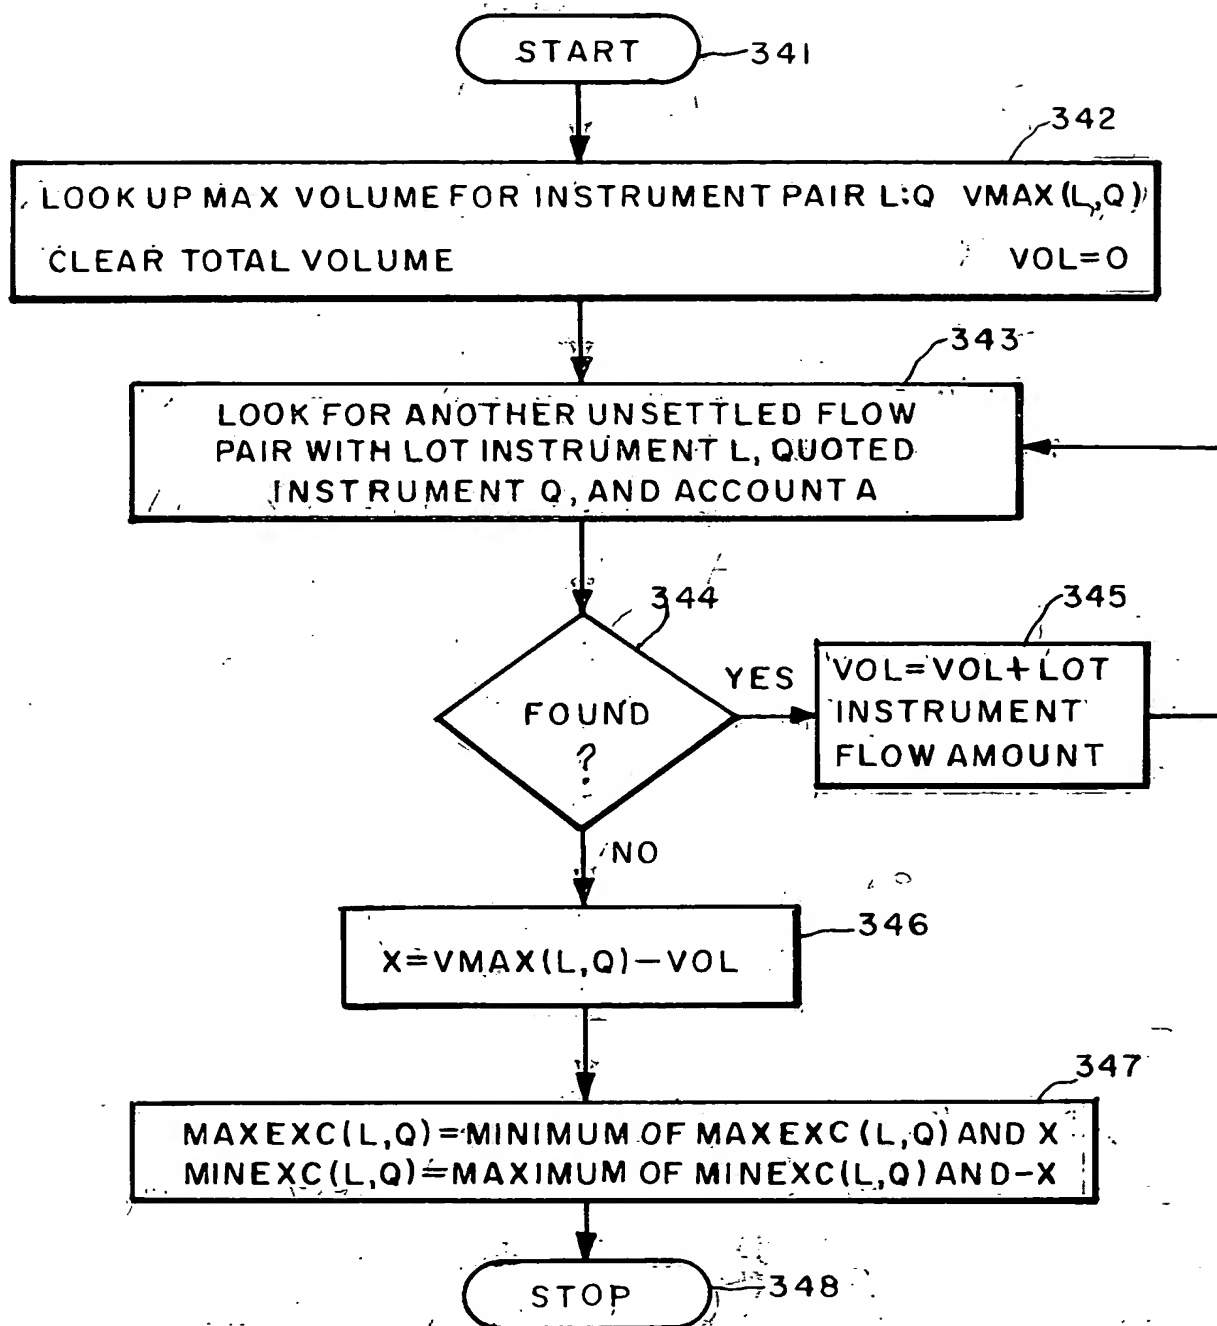 START
341
342
LOOK UP MAX VOLUME FOR INSTRUMENT PAIR L:Q VMAX(L,Q)
CLEAR TOTAL VOLUME VOL=0
343
LOOK FOR ANOTHER UNSETTLED FLOW
PAIR WITH LOT INSTRUMENT L, QUOTED
INSTRUMENT Q, AND ACCOUNT A
344
FOUND
?
YES
345
VOL=VOL+LOT
INSTRUMENT
FLOW AMOUNT
NO
346
X=VMAX(L,Q)-VOL
347
MAXEXC(L,Q)=MINIMUM OF MAXEXC(L,Q) AND X
MINEXC(L,Q)=MAXIMUM OF MINEXC(L,Q) AND-X
STOP
348